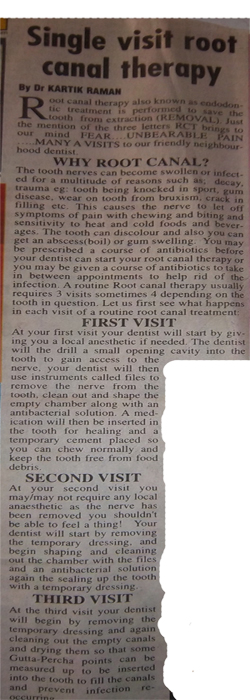 Single visit root
canal therapy
By Dr KARTIK RAMAN
Root canal therapy also known as endodon-
tic treatment is performed to save the
tooth from extraction (REMOVAL). Just
the mention of the three letters RCT brings to
our mind FEAR....UNBEARABLE PAIN
....MANY A VISITS to our friendly neighbour-
hood dentist.
WHY ROOT CANAL?
The tooth nerves can become swollen or infect-
ed for a multitude of reasons such as; decay,
trauma eg: tooth being knocked in sport, gum
disease, wear on tooth from bruxism, crack in
filling etc. This causes the nerve to let off
symptoms of pain with chewing and biting and
sensitivity to heat and cold foods and bever-
ages. The tooth can discolour and also you can
get an abscess(boil) or gum swelling. You may
be prescribed a course of antibiotics before
your dentist can start your root canal therapy or
you may be given a course of antibiotics to take
in between appointments to help rid of the
infection. A routine Root canal therapy usually
requires 3 visits sometimes 4 depending on the
tooth in question. Let us first see what happens
in each visit of a routine root canal treatment:
FIRST VISIT
At your first visit your dentist will start by giv-
ing you a local anesthetic if needed. The dentist
will the drill a small opening cavity into the
tooth to gain access to the
nerve, your dentist will then
use instruments called files to
remove the nerve from the
tooth, clean out and shape the
empty chamber along with an
antibacterial solution. A med-
ication will then be inserted in
the tooth for healing and a
temporary cement placed so
you can chew normally and
keep the tooth free from food
debris.
SECOND VISIT
At your second visit you
may/may not require any local
anaesthetic as the nerve has
been removed you shouldn't
be able to feel a thing! Your
dentist will start by removing
the temporary dressing, and
begin shaping and cleaning
out the chamber with the files
and an antibacterial solution
again the sealing up the tooth
with a temporary dressing.
THIRD VISIT
At the third visit your dentist
will begin by removing the
temporary dressing and again
cleaning out the empty canals
and drying them so that some
Gutta-Percha points can be
measured up to be inserted
into the tooth to fill the canals
and prevent infection re-
occurring.